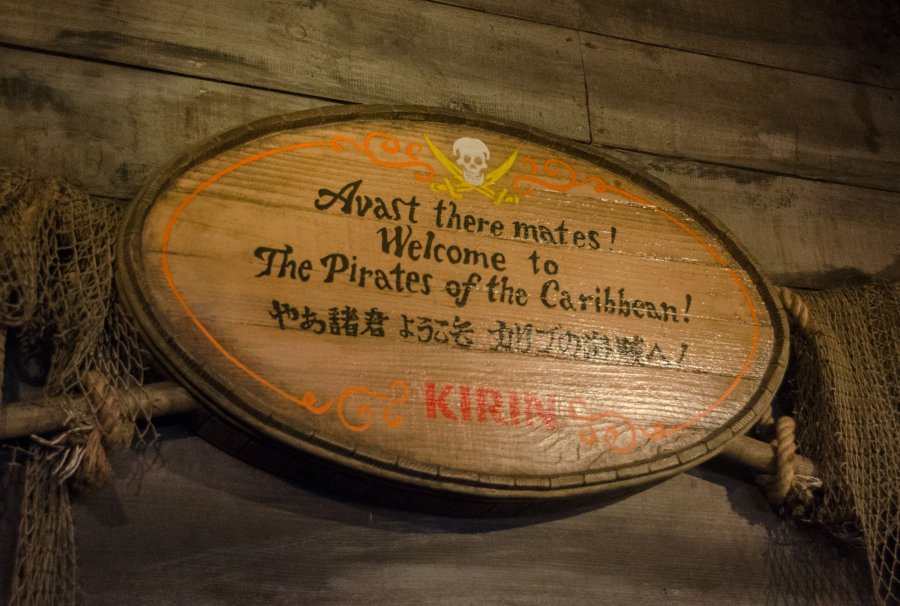 Avast there mates!
Welcome to
The Pirates of the Caribbean!
やあ諸君 ようこそ カリブの海賊へ!
KIRIN